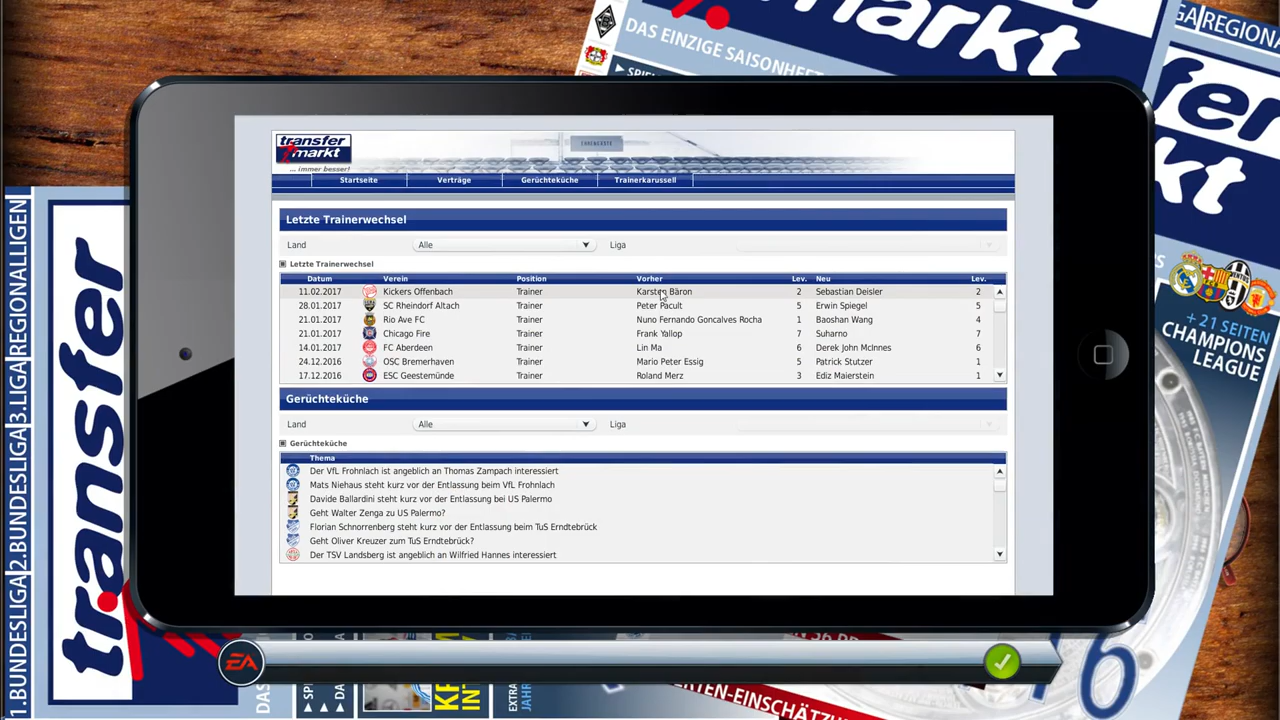 markt
GA|REGIONAL
DAS EINZIGE SAISONHEFT
transfer
markt
... immer besser!
EHRENGÄSTE
Startseite Verträge Gerüchteküche Trainerkarussell
Letzte Trainerwechsel
Land Alle Liga
Letzte Trainerwechsel
Datum Verein Position Vorher Lev. Neu Lev.
11.02.2017 Kickers Offenbach Trainer Karsten Bäron 2 Sebastian Deisler 2
28.01.2017 SC Rheindorf Altach Trainer Peter Pacult 5 Erwin Spiegel 5
21.01.2017 Rio Ave FC Trainer Nuno Fernando Goncalves Rocha 1 Baoshan Wang 4
21.01.2017 Chicago Fire Trainer Frank Yallop 7 Suharno 7
14.01.2017 FC Aberdeen Trainer Lin Ma 6 Derek John McInnes 6
24.12.2016 OSC Bremerhaven Trainer Mario Peter Essig 5 Patrick Stutzer 1
17.12.2016 ESC Geestemünde Trainer Roland Merz 3 Ediz Maierstein 1
Gerüchteküche
Land Alle Liga
Gerüchteküche
Thema
Der VfL Frohnlach ist angeblich an Thomas Zampach interessiert
Mats Niehaus steht kurz vor der Entlassung beim VfL Frohnlach
Davide Ballardini steht kurz vor der Entlassung bei US Palermo
Geht Walter Zenga zu US Palermo?
Florian Schnorrenberg steht kurz vor der Entlassung beim TuS Erndtebrück
Geht Oliver Kreuzer zum TuS Erndtebrück?
Der TSV Landsberg ist angeblich an Wilfried Hannes interessiert
1.BUNDESLIGA 2.BUNDESLIGA 3.LIGA REGIONALLIGEN
transfer
+ 21 SEITEN
CHAMPIONS
LEAGUE
EA
DAS
EXTRA
RTEN-EINSCHÄTZU
16